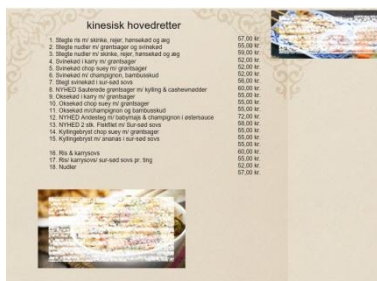 kinesisk hovedretter
1. Stegte ris m/ skinke, rejer, hønsekød og æg 57,00 kr.
2. Stegte nudler m/ grøntsager og svinekød 55,00 kr.
3. Stegte nudler m/ skinke, rejer, hønsekød og æg 59,00 kr.
4. Svinekød i karry m/ grøntsager 52,00 kr.
5. Svinekød chop suey m/ grøntsager 52,00 kr.
6. Svinekød m/ champignon, bambusskud 52,00 kr.
7. Stegt svinekød i sur-sød sovs 56,00 kr.
8. NYHED Sauterede grøntsager m/ kylling & cashewnødder 60,00 kr.
9. Oksekød i karry m/ grøntsager 55,00 kr.
10. Oksekød chop suey m/ grøntsager 55,00 kr.
11. Oksekød m/champignon og bambusskud 55,00 kr.
12. NYHED Andesteg m/ babymajs & champignon i østersauce 72,00 kr.
13. NYHED 2 stk. Fiskfilet m/ Sur-sød sovs 58,00 kr.
14. Kyllingebryst chop suey m/ grøntsager 55,00 kr.
15. Kyllingebryst m/ ananas i sur-sød sovs 55,00 kr.
16. Ris & karrysovs 60,00 kr.
17. Ris/ karrysovs/ sur-sød sovs pr. ting 55,00 kr.
18. Nudler 52,00 kr.
57,00 kr.